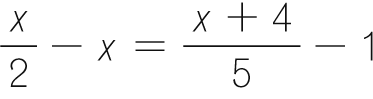 x/2 − x = (x + 4)/5 − 1